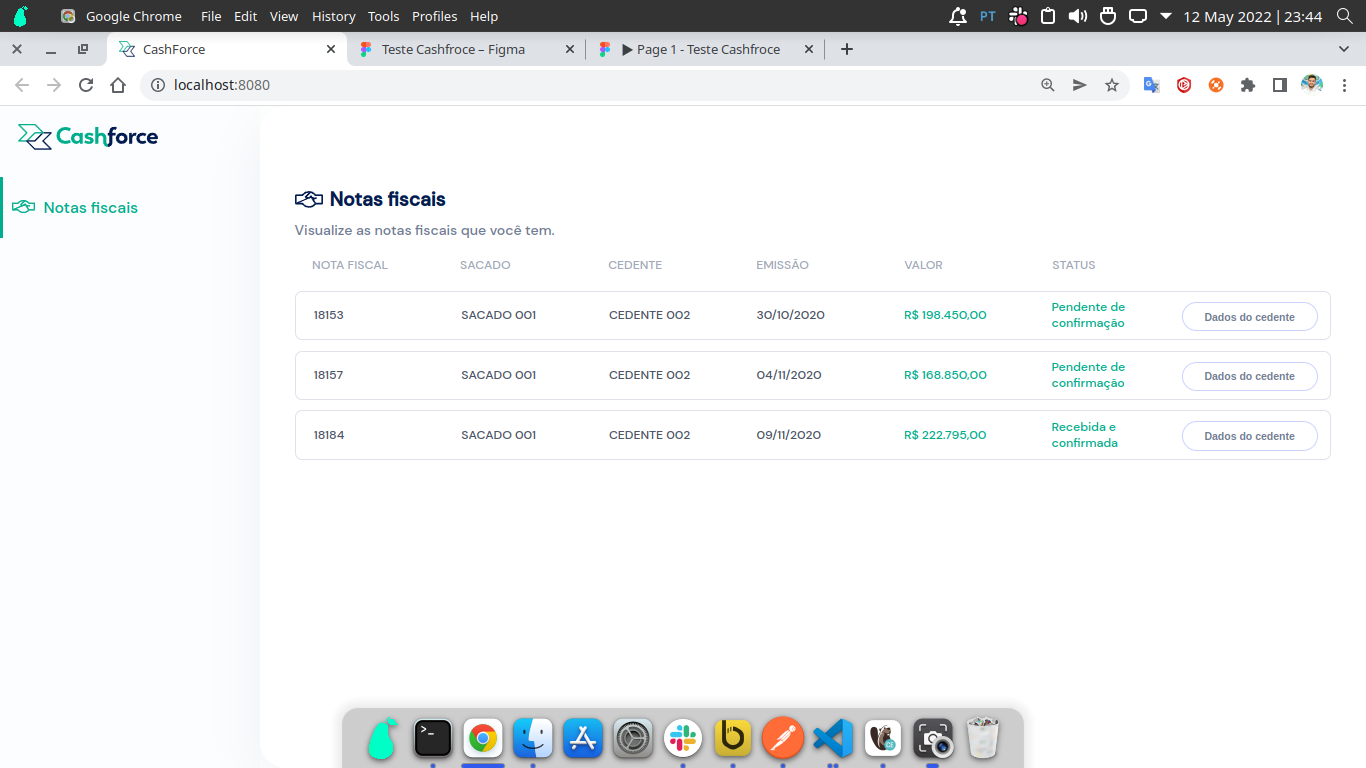 Google Chrome File Edit View History Tools Profiles Help PT 12 May 2022 | 23:44
CashForce Teste Cashfroce – Figma ▶ Page 1 - Teste Cashfroce
localhost:8080
Cashforce
Notas fiscais
Notas fiscais
Visualize as notas fiscais que você tem.
NOTA FISCAL SACADO CEDENTE EMISSÃO VALOR STATUS
18153 SACADO 001 CEDENTE 002 30/10/2020 R$ 198.450,00 Pendente de confirmação Dados do cedente
18157 SACADO 001 CEDENTE 002 04/11/2020 R$ 168.850,00 Pendente de confirmação Dados do cedente
18184 SACADO 001 CEDENTE 002 09/11/2020 R$ 222.795,00 Recebida e confirmada Dados do cedente